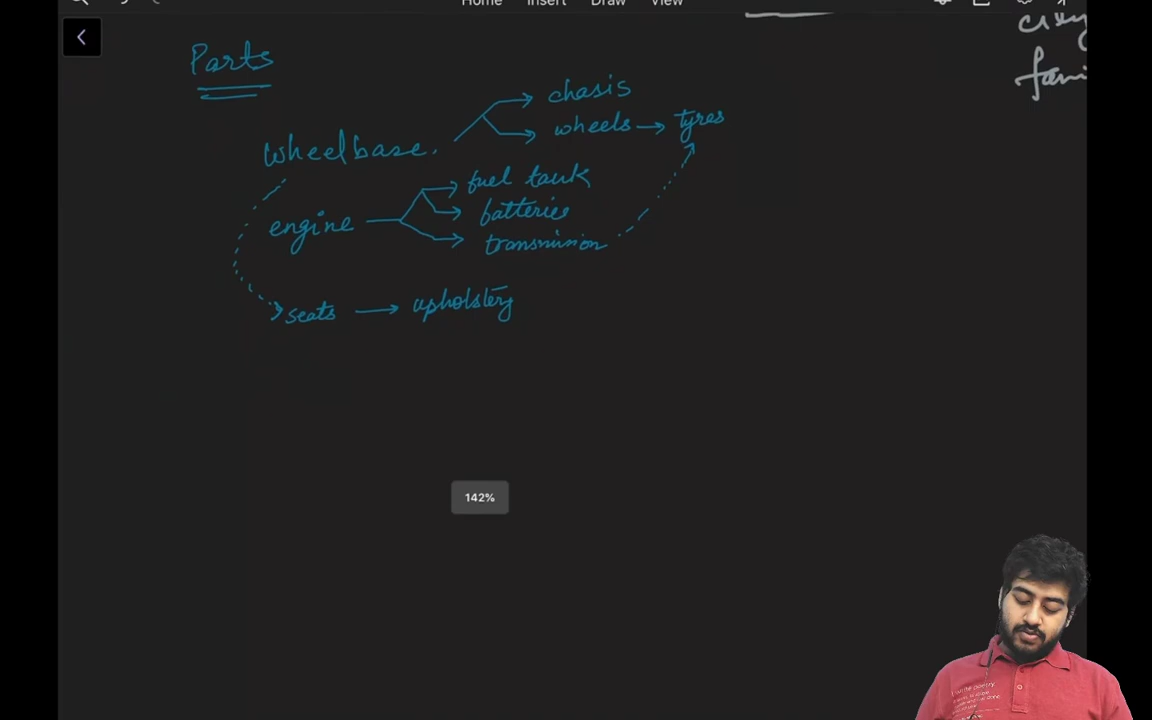 Home Insert Draw View
Parts
chasis
wheelbase. wheels → tyres
fuel tank
engine batteries
transmission
seats → upholstery
142%